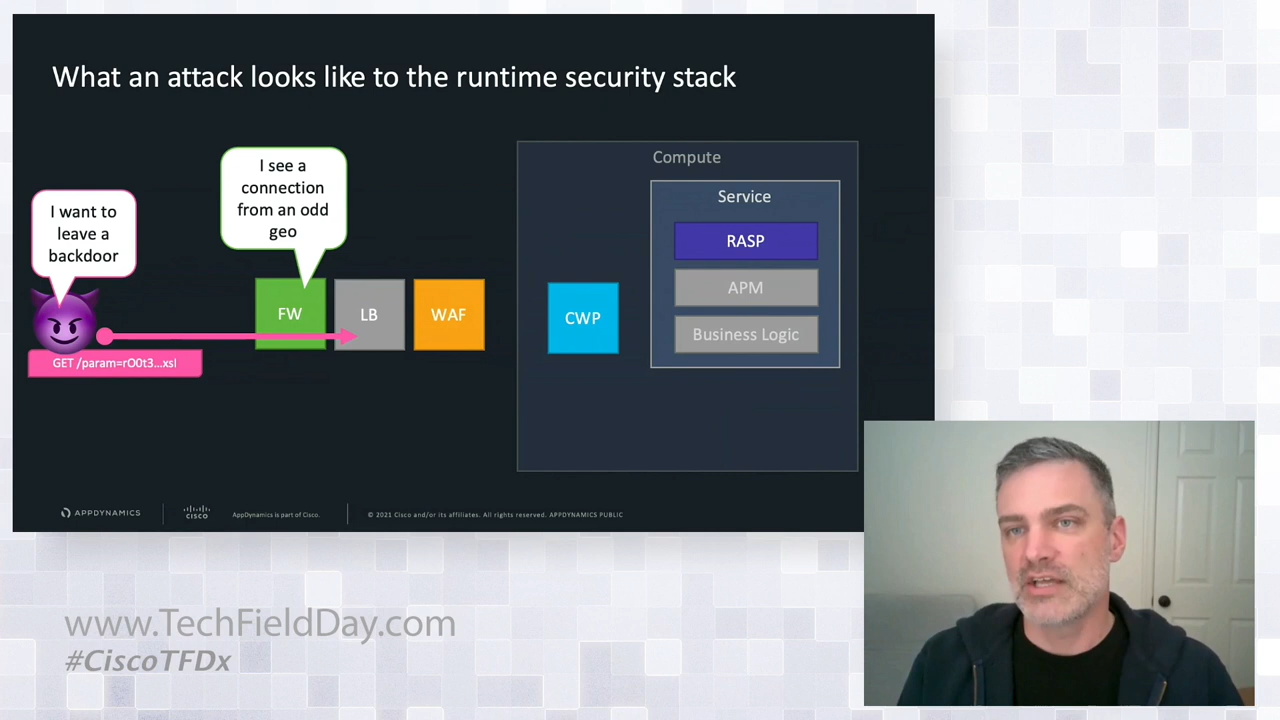 What an attack looks like to the runtime security stack
I want to
leave a
backdoor
I see a
connection
from an odd
geo
FW
LB
WAF
GET /param=rO0t3...xsl
Compute
CWP
Service
RASP
APM
Business Logic
APPDYNAMICS
CISCO
AppDynamics is part of Cisco.
© 2021 Cisco and/or its affiliates. All rights reserved. APPDYNAMICS PUBLIC
www.TechFieldDay.com
#CiscoTFDx